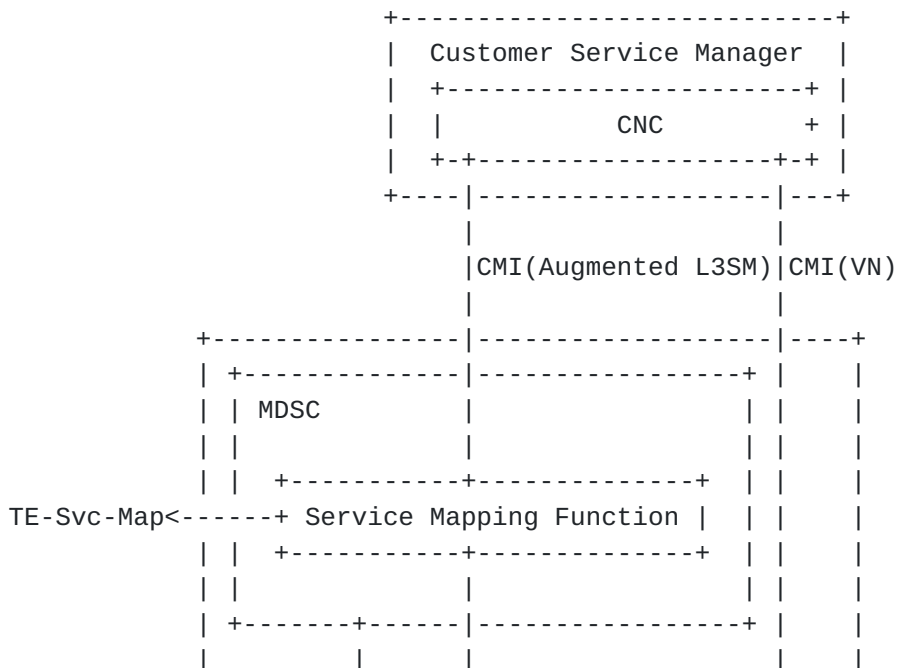 Customer Service Manager
CNC
CMI(Augmented L3SM) CMI(VN)
MDSC
TE-Svc-Map< Service Mapping Function